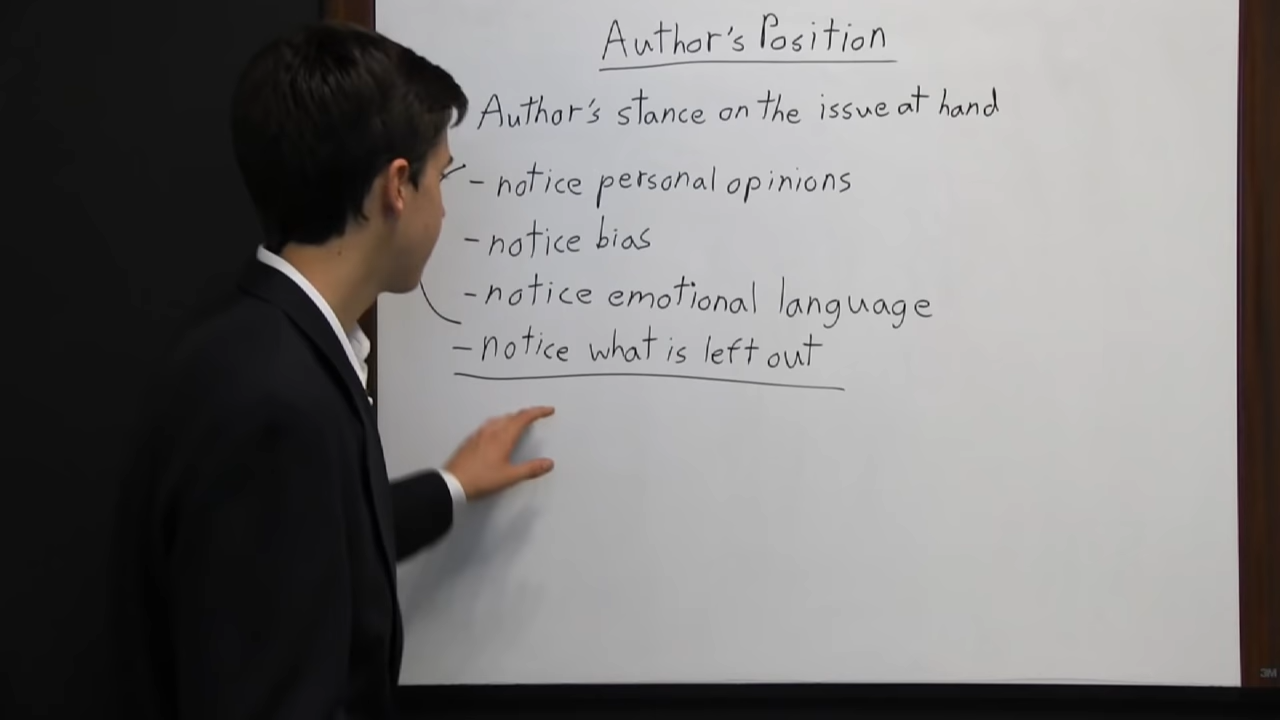 Author's Position
Author's stance on the issue at hand
- notice personal opinions
- notice bias
- notice emotional language
- notice what is left out
3M